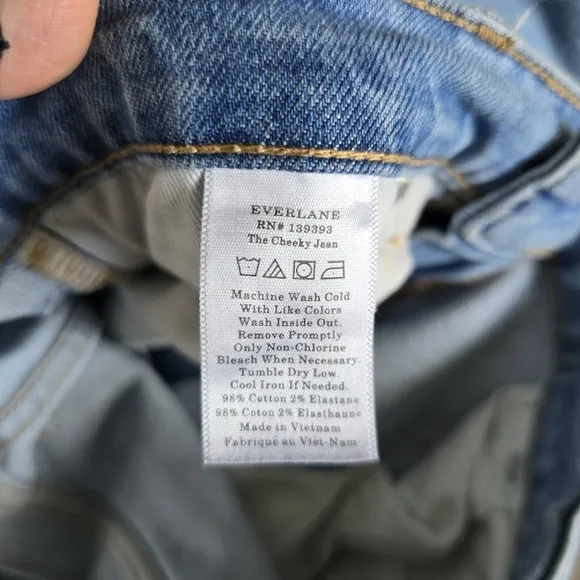 EVERLANE
RN# 139393
The Cheeky Jean
Machine Wash Cold
With Like Colors
Wash Inside Out.
Remove Promptly
Only Non-Chlorine
Bleach When Necessary.
Tumble Dry Low.
Cool Iron If Needed.
98% Cotton 2% Elastane
98% Coton 2% Elasthanne
Made in Vietnam
Fabrique au Viêt-Nam